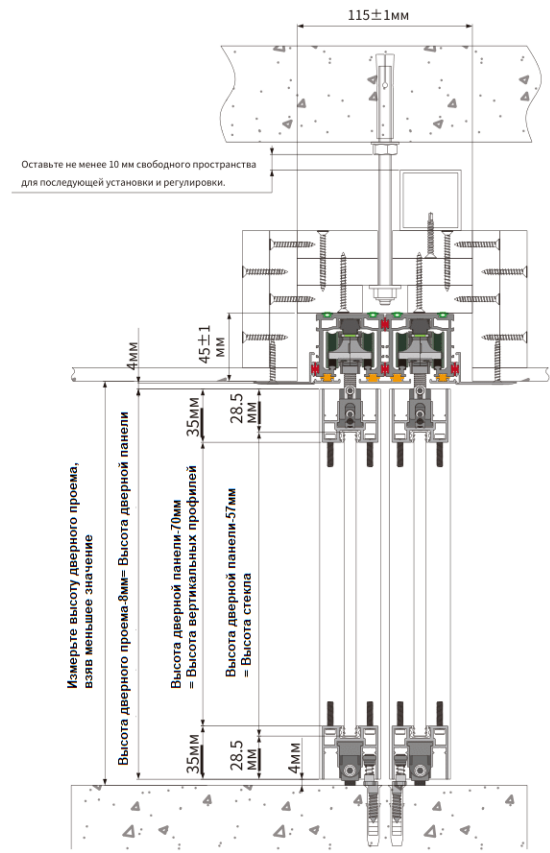 115±1мм
Оставьте не менее 10 мм свободного пространства
для последующей установки и регулировки.
4мм
45±1
мм
35мм
28.5
мм
Измерьте высоту дверного проема,
взяв меньшее значение
Высота дверного проема-8мм= Высота дверной панели
Высота дверной панели-70мм
= Высота вертикальных профилей
Высота дверной панели-57мм
= Высота стекла
35мм
28.5
мм
4мм